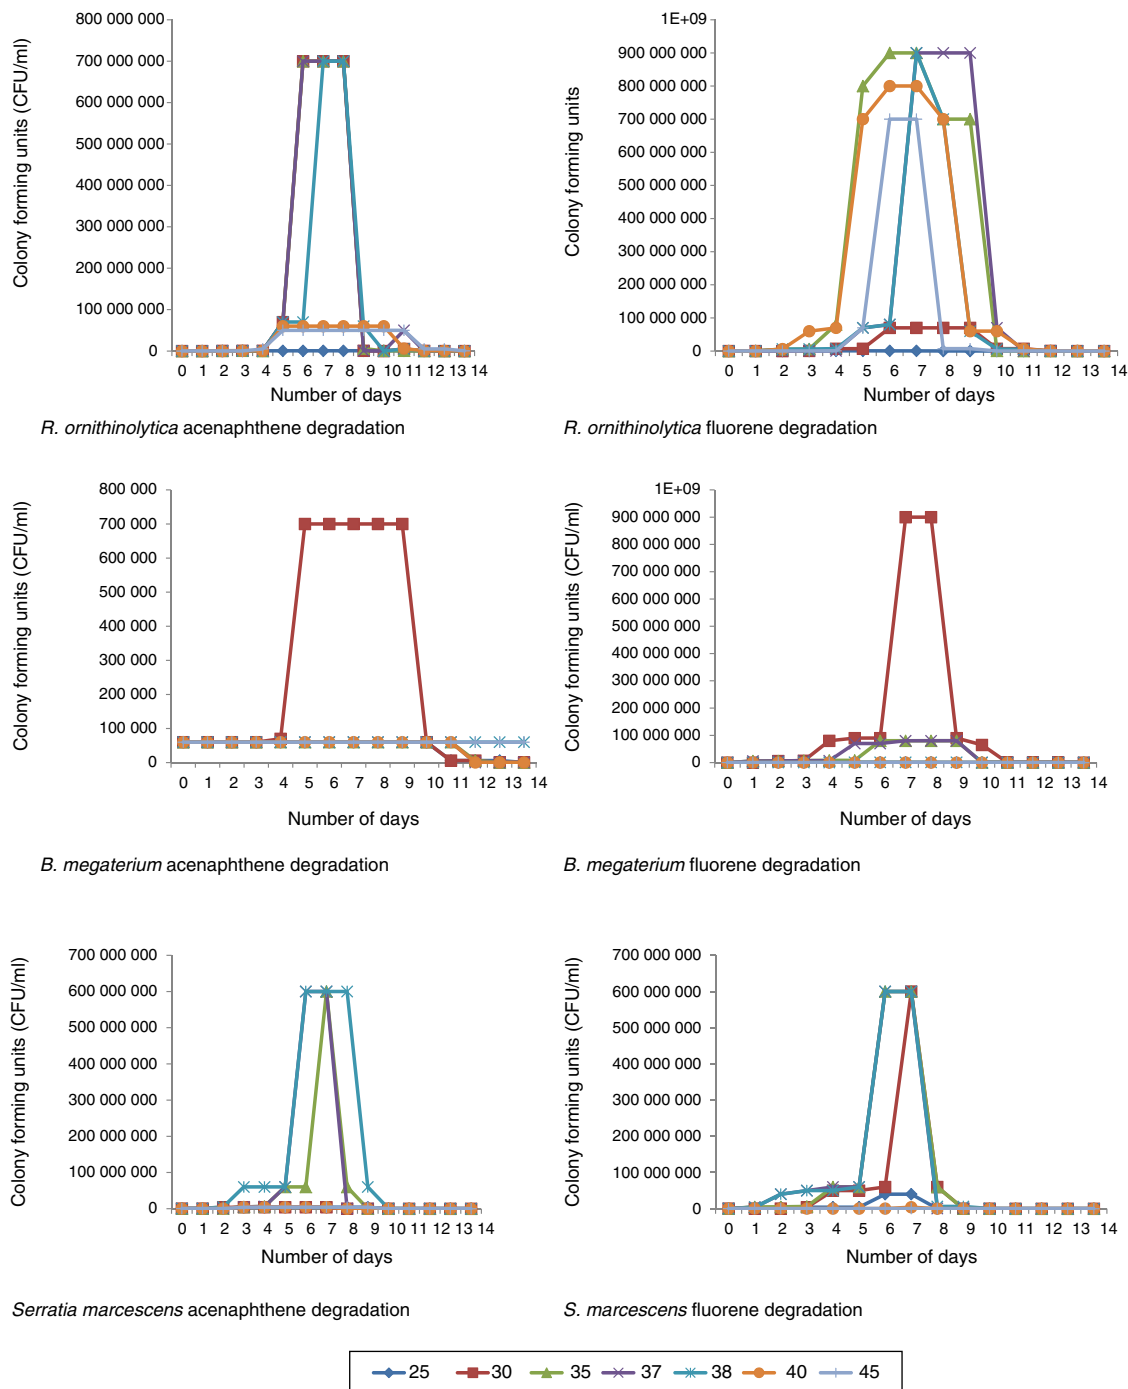 800 000 000
700 000 000
600 000 000
500 000 000
400 000 000
300 000 000
200 000 000
100 000 000
0
Colony forming units (CFU/ml)
0 1 2 3 4 5 6 7 8 9 10 11 12 13 14
Number of days
R. ornithinolytica acenaphthene degradation
1E+09
900 000 000
800 000 000
700 000 000
600 000 000
500 000 000
400 000 000
300 000 000
200 000 000
100 000 000
0
Colony forming units
0 1 2 3 4 5 6 7 8 9 10 11 12 13 14
Number of days
R. ornithinolytica fluorene degradation
800 000
700 000
600 000
500 000
400 000
300 000
200 000
100 000
0
Colony forming units (CFU/ml)
0 1 2 3 4 5 6 7 8 9 10 11 12 13 14
Number of days
B. megaterium acenaphthene degradation
1E+09
900 000 000
800 000 000
700 000 000
600 000 000
500 000 000
400 000 000
300 000 000
200 000 000
100 000 000
0
Colony forming units (CFU/ml)
0 1 2 3 4 5 6 7 8 9 10 11 12 13 14
Number of days
B. megaterium fluorene degradation
700 000 000
600 000 000
500 000 000
400 000 000
300 000 000
200 000 000
100 000 000
0
Colony forming units (CFU/ml)
0 1 2 3 4 5 6 7 8 9 10 11 12 13 14
Number of days
Serratia marcescens acenaphthene degradation
700 000 000
600 000 000
500 000 000
400 000 000
300 000 000
200 000 000
100 000 000
0
Colony forming units (CFU/ml)
0 1 2 3 4 5 6 7 8 9 10 11 12 13 14
Number of days
S. marcescens fluorene degradation
25 30 35 37 38 40 45